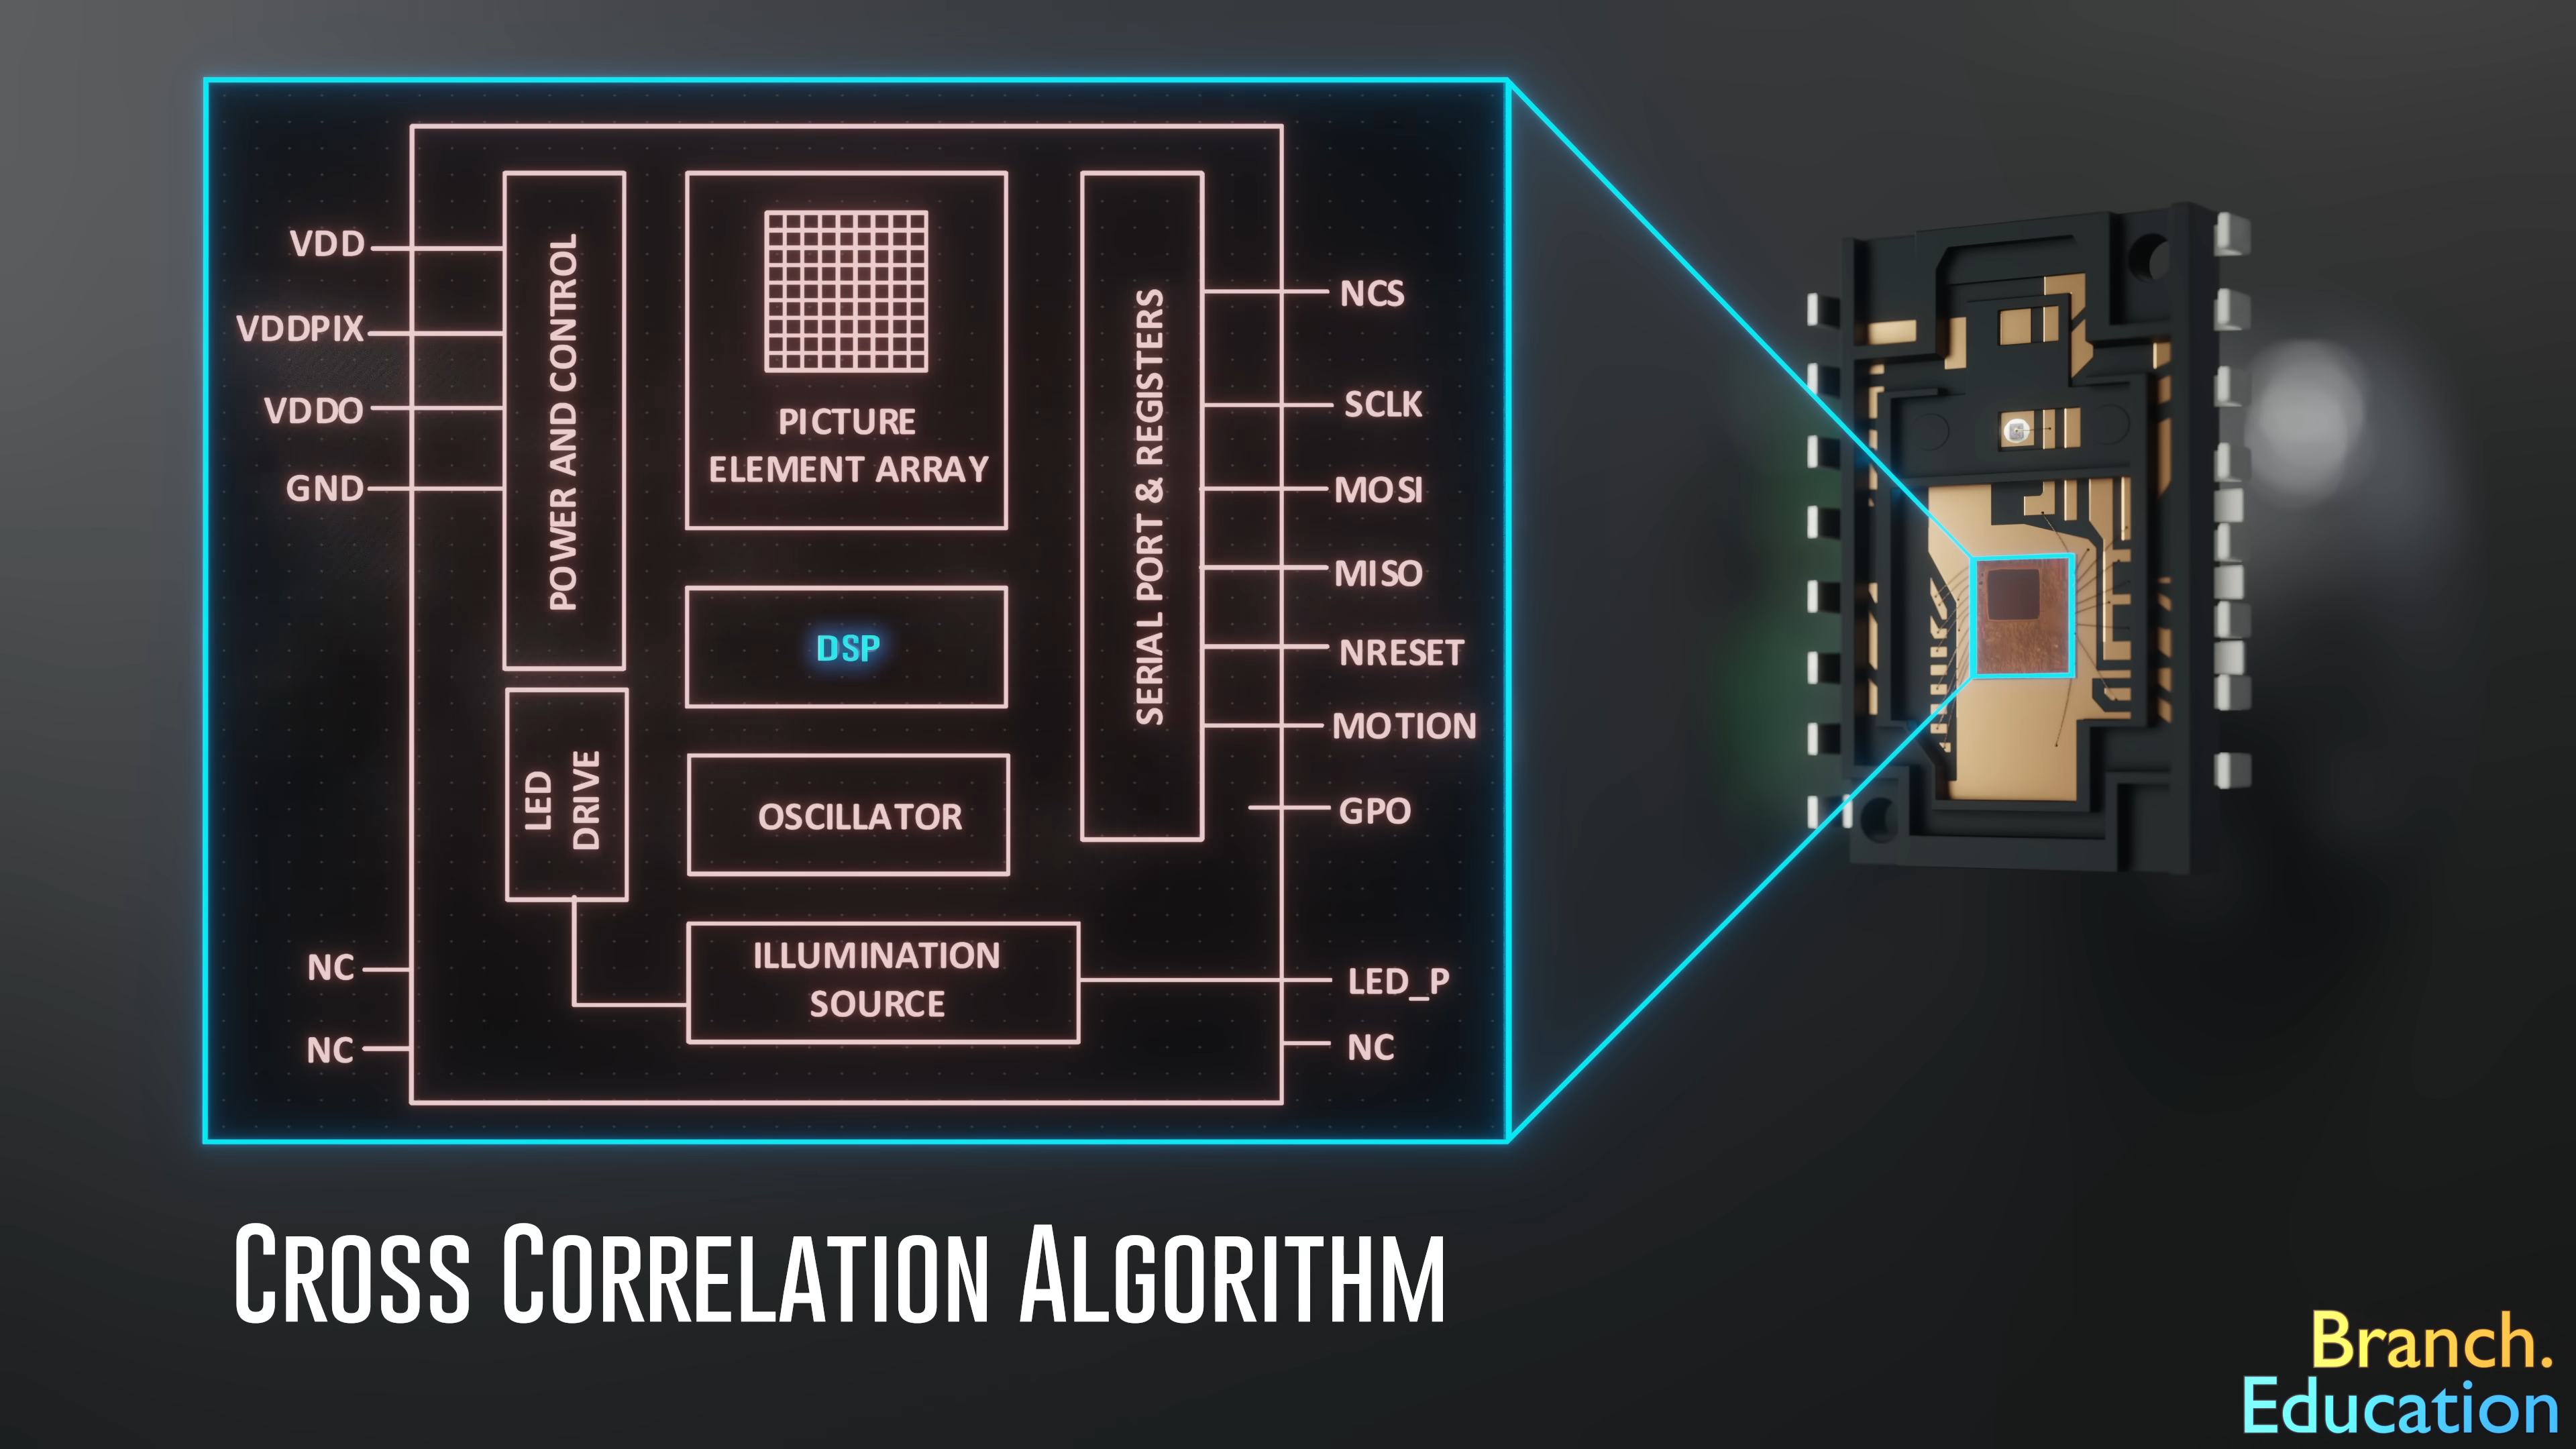 VDD
VDDPIX
VDDO
GND
NC
NC
POWER AND CONTROL
LED
DRIVE
PICTURE
ELEMENT ARRAY
DSP
OSCILLATOR
ILLUMINATION
SOURCE
SERIAL PORT & REGISTERS
NCS
SCLK
MOSI
MISO
NRESET
MOTION
GPO
LED_P
NC
CROSS CORRELATION ALGORITHM
Branch.
Education